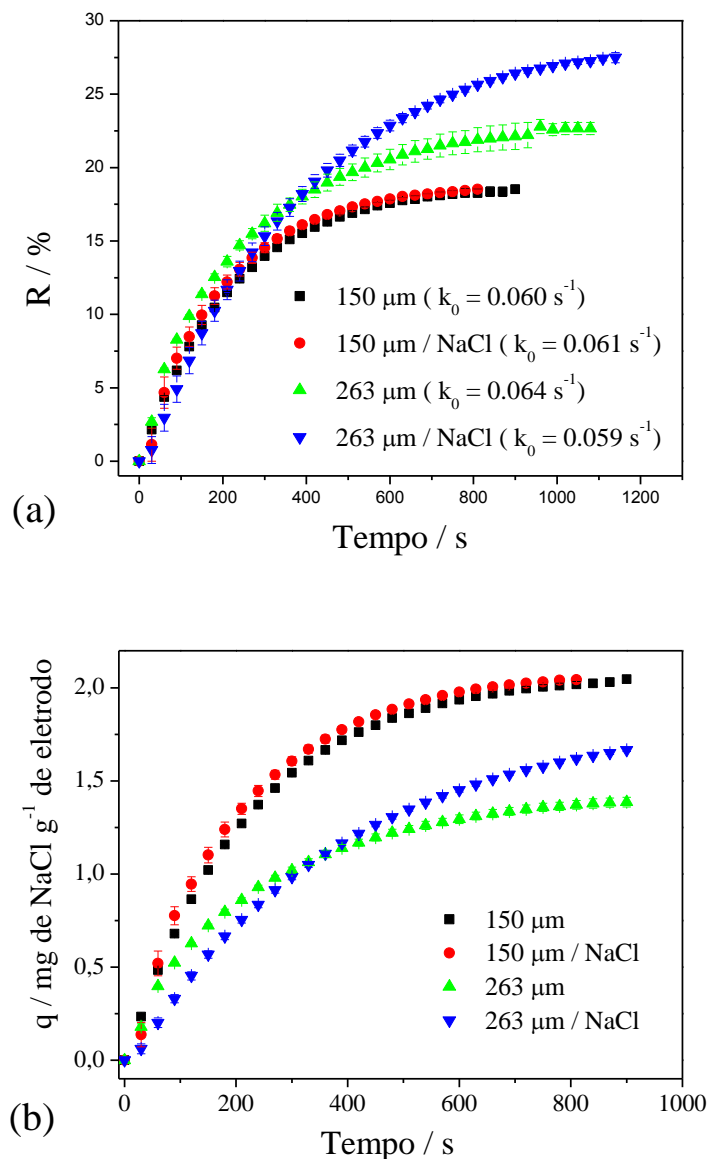 30
25
20
15
10
5
0
R / %
150 μm ( k₀ = 0.060 s⁻¹)
150 μm / NaCl ( k₀ = 0.061 s⁻¹)
263 μm ( k₀ = 0.064 s⁻¹)
263 μm / NaCl ( k₀ = 0.059 s⁻¹)
0 200 400 600 800 1000 1200
Tempo / s
(a)
2,0
1,5
1,0
0,5
0,0
q / mg de NaCl g⁻¹ de eletrodo
150 μm
150 μm / NaCl
263 μm
263 μm / NaCl
0 200 400 600 800 1000
Tempo / s
(b)